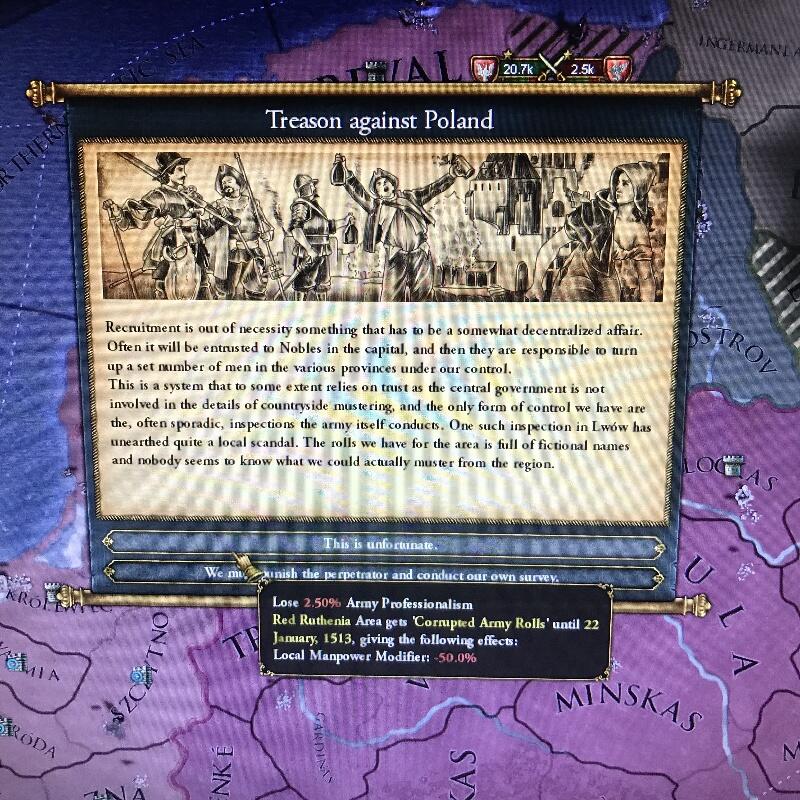 TIC SEA
INGERMANLA
20.7k 2.5k
Treason against Poland
Recruitment is out of necessity something that has to be a somewhat decentralized affair.
Often it will be entrusted to Nobles in the capital, and then they are responsible to turn
up a set number of men in the various provinces under our control.
This is a system that to some extent relies on trust as the central government is not
involved in the details of countryside mustering, and the only form of control we have are
the, often sporadic, inspections the army itself conducts. One such inspection in Lwów has
unearthed quite a local scandal. The rolls we have for the area is full of fictional names
and nobody seems to know what we could actually muster from the region.
OSTROV
This is unfortunate.
We must punish the perpetrator and conduct our own survey.
Lose 2.50% Army Professionalism
Red Ruthenia Area gets 'Corrupted Army Rolls' until 22
January, 1513, giving the following effects:
Local Manpower Modifier: -50.0%
ULA
SZCZYTNO
MINSKAS